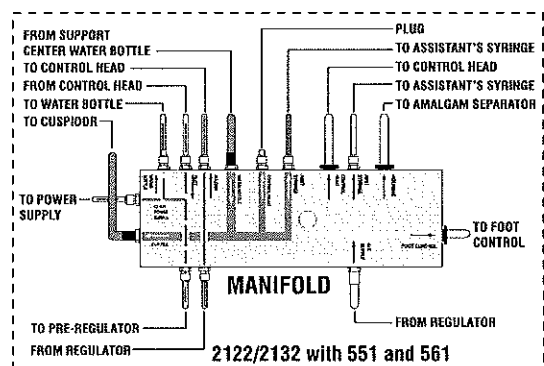 FROM SUPPORT
CENTER WATER BOTTLE
TO CONTROL HEAD
FROM CONTROL HEAD
TO WATER BOTTLE
TO CUSPIDOR
TO POWER
SUPPLY
PLUG
TO ASSISTANT'S SYRINGE
TO CONTROL HEAD
TO ASSISTANT'S SYRINGE
TO AMALGAM SEPARATOR
TO FOOT
CONTROL
FOOT CONTROL
MANIFOLD
TO PRE-REGULATOR
FROM REGULATOR
FROM REGULATOR
2122/2132 with 551 and 561